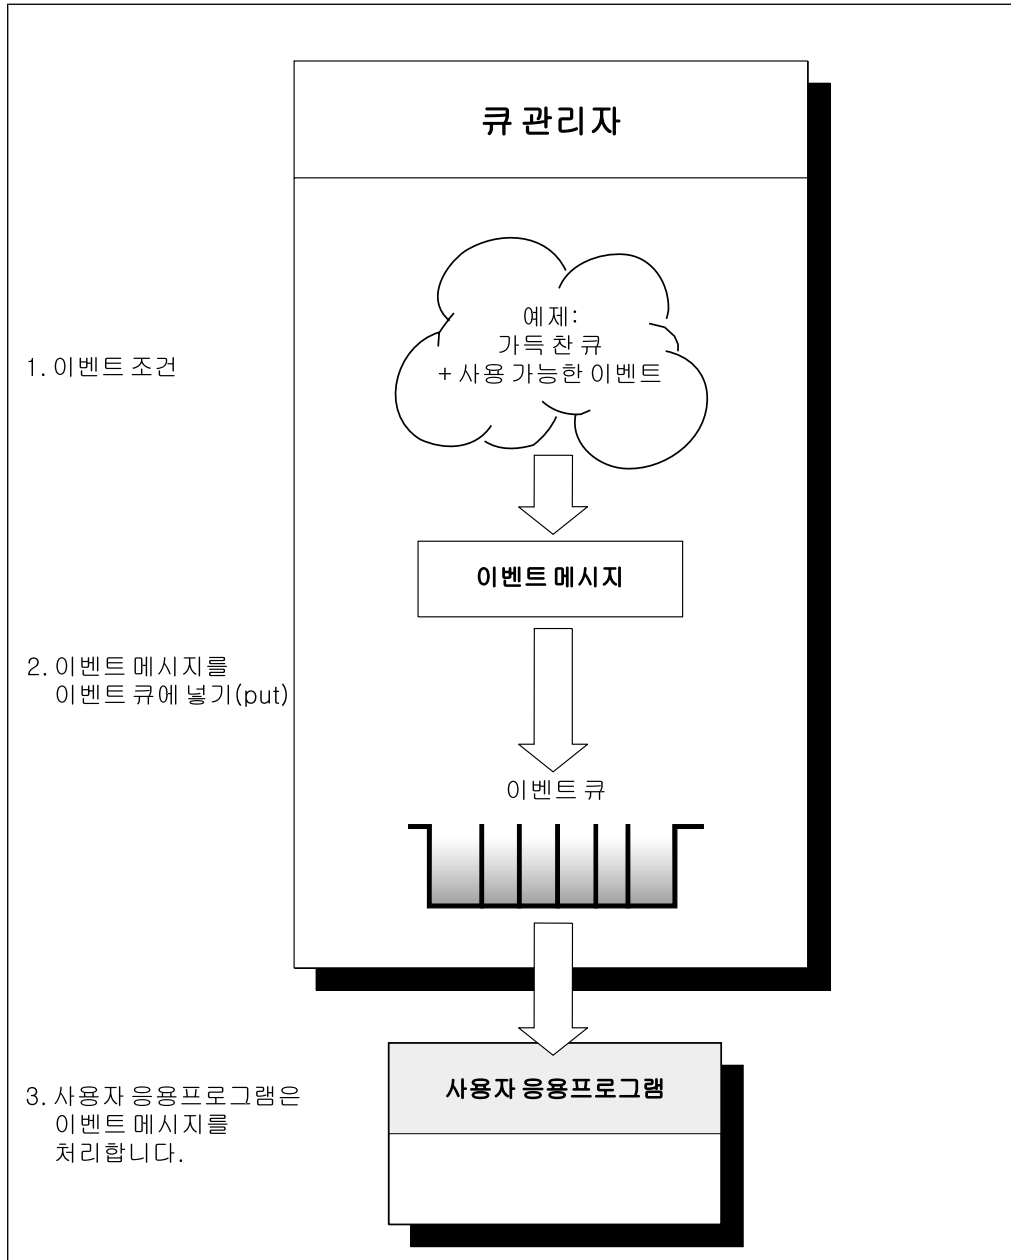 큐 관리자
예제:
가득 찬 큐
+ 사용 가능한 이벤트
1. 이벤트 조건
이벤트 메시지
2. 이벤트 메시지를
이벤트 큐에 넣기(put)
이벤트 큐
사용자 응용프로그램
3. 사용자 응용프로그램은
이벤트 메시지를
처리합니다.